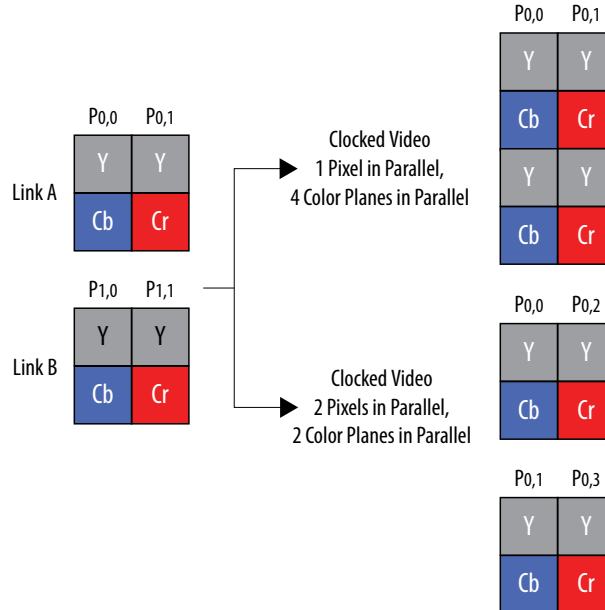 P0,0 P0,1
Y Y
Link A
Cb Cr
P1,0 P1,1
Y Y
Link B
Cb Cr
Clocked Video
1 Pixel in Parallel,
4 Color Planes in Parallel
P0,0 P0,1
Y Y
Cb Cr
Y Y
Cb Cr
Clocked Video
2 Pixels in Parallel,
2 Color Planes in Parallel
P0,0 P0,2
Y Y
Cb Cr
P0,1 P0,3
Y Y
Cb Cr